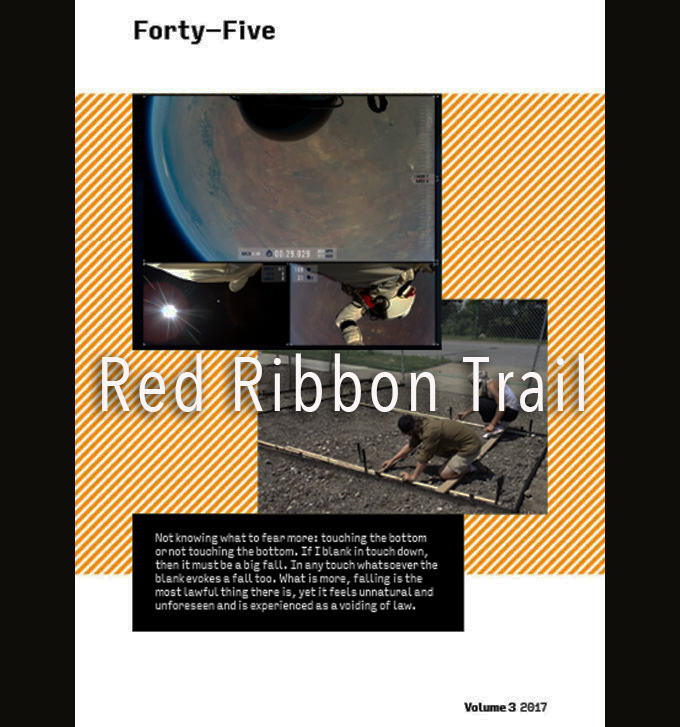 Forty—Five
00:29.029
Red Ribbon Trail
Not knowing what to fear more: touching the bottom
or not touching the bottom. If I blank in touch down,
then it must be a big fall. In any touch whatsoever the
blank evokes a fall too. What is more, falling is the
most lawful thing there is, yet it feels unnatural and
unforeseen and is experienced as a voiding of law.
Volume 3 2017